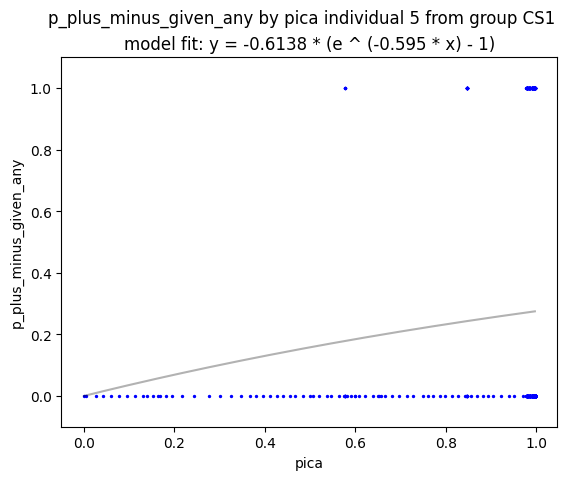 p_plus_minus_given_any by pica individual 5 from group CS1
model fit: y = -0.6138 * (e ^ (-0.595 * x) - 1)
1.0
0.8
0.6
0.4
0.2
0.0
p_plus_minus_given_any
0.0 0.2 0.4 0.6 0.8 1.0
pica